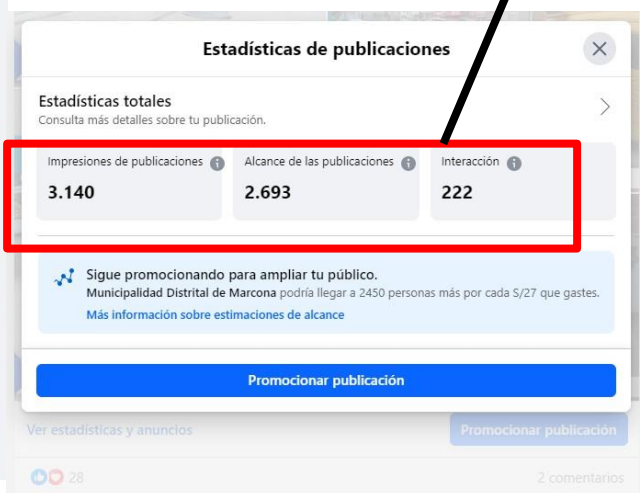 Estadísticas de publicaciones
Estadísticas totales
Consulta más detalles sobre tu publicación.
Impresiones de publicaciones
Alcance de las publicaciones
Interacción
3.140
2.693
222
Sigue promocionando para ampliar tu público.
Municipalidad Distrital de Marcona podría llegar a 2450 personas más por cada S/27 que gastes.
Más información sobre estimaciones de alcance
Promocionar publicación
Ver estadísticas y anuncios
Promocionar publicación
28
2 comentarios